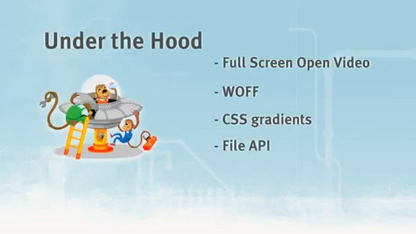 Under the Hood
- Full Screen Open Video
- WOFF
- CSS gradients
- File API